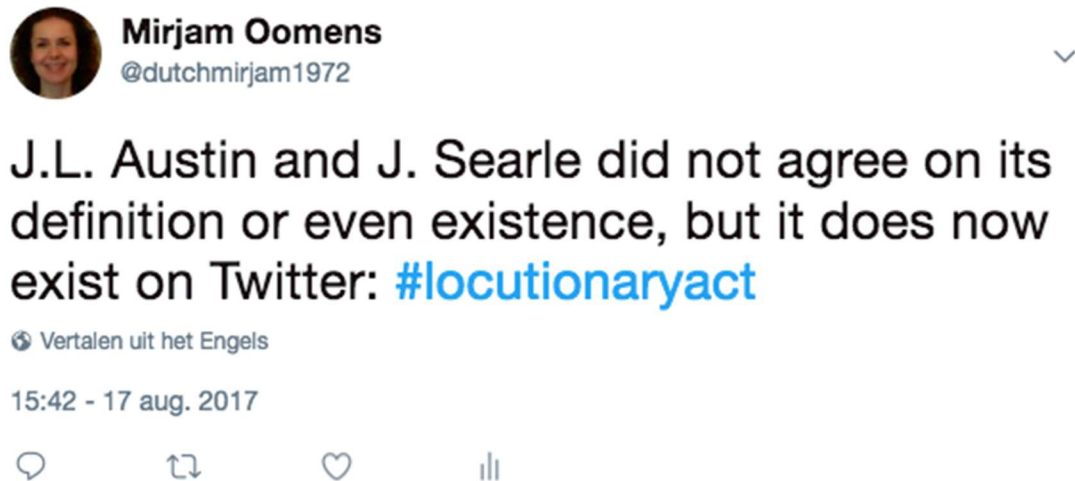 Mirjam Oomens
@dutchmirjam1972
J.L. Austin and J. Searle did not agree on its
definition or even existence, but it does now
exist on Twitter: #locutionaryact
Vertalen uit het Engels
15:42 - 17 aug. 2017